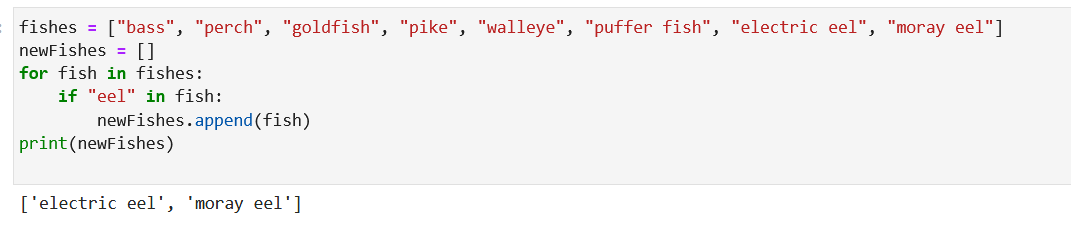 fishes = ["bass", "perch", "goldfish", "pike", "walleye", "puffer fish", "electric eel", "moray eel"]
newFishes = []
for fish in fishes:
    if "eel" in fish:
        newFishes.append(fish)
print(newFishes)
['electric eel', 'moray eel']